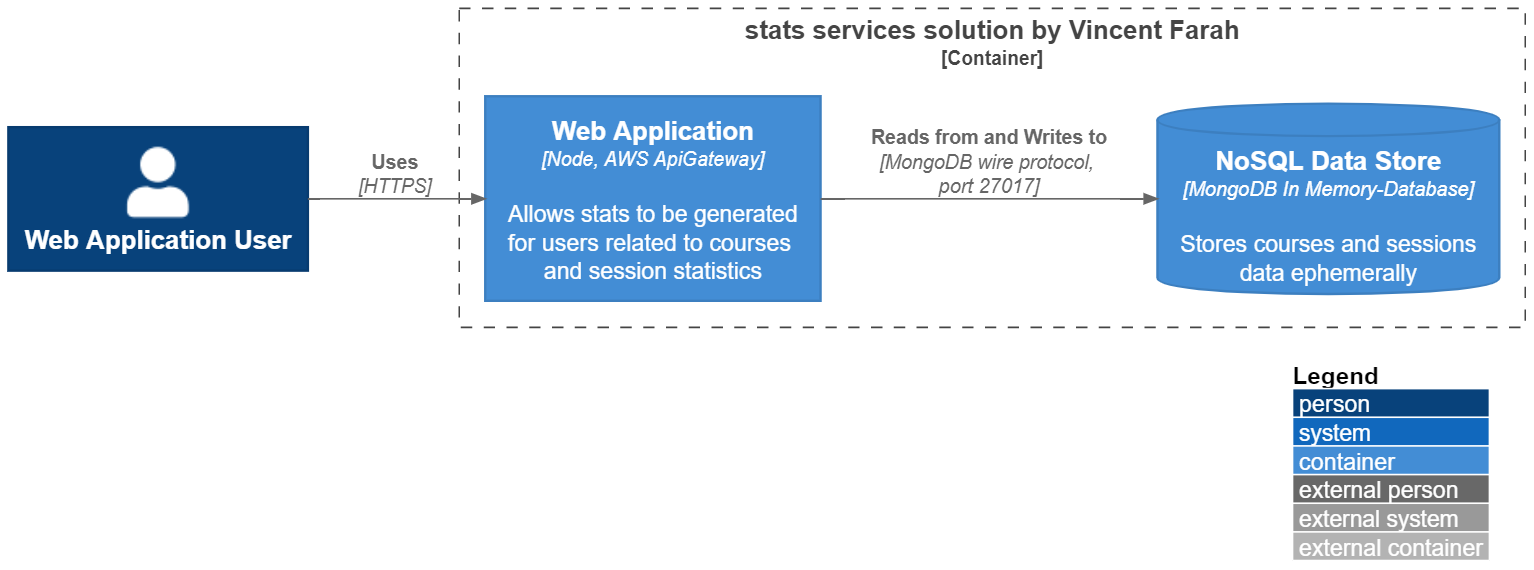 stats services solution by Vincent Farah
[Container]
Web Application User
Uses
[HTTPS]
Web Application
[Node, AWS ApiGateway]
Allows stats to be generated
for users related to courses
and session statistics
Reads from and Writes to
[MongoDB wire protocol,
port 27017]
NoSQL Data Store
[MongoDB In Memory-Database]
Stores courses and sessions
data ephemerally
Legend
person
system
container
external person
external system
external container